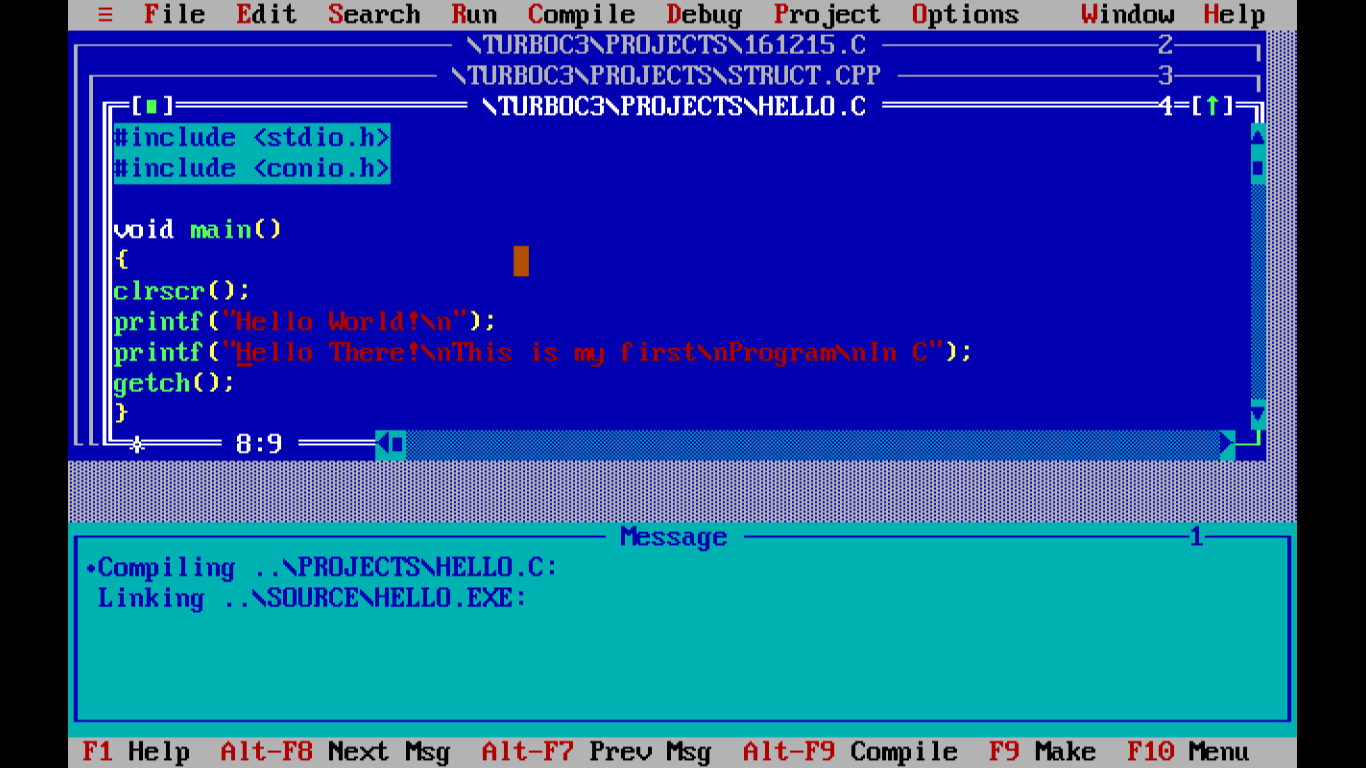 ≡ File Edit Search Run Compile Debug Project Options Window Help
\TURBOC3\PROJECTS\161215.C 2
\TURBOC3\PROJECTS\STRUCT.CPP 3
[■] \TURBOC3\PROJECTS\HELLO.C 4=[↑]
#include <stdio.h>
#include <conio.h>
void main()
{
clrscr();
printf("Hello World!\n");
printf("Hello There!\nThis is my first\nProgram\nIn C");
getch();
}
8:9
Message 1
•Compiling ..\PROJECTS\HELLO.C:
Linking ..\SOURCE\HELLO.EXE:
F1 Help Alt-F8 Next Msg Alt-F7 Prev Msg Alt-F9 Compile F9 Make F10 Menu